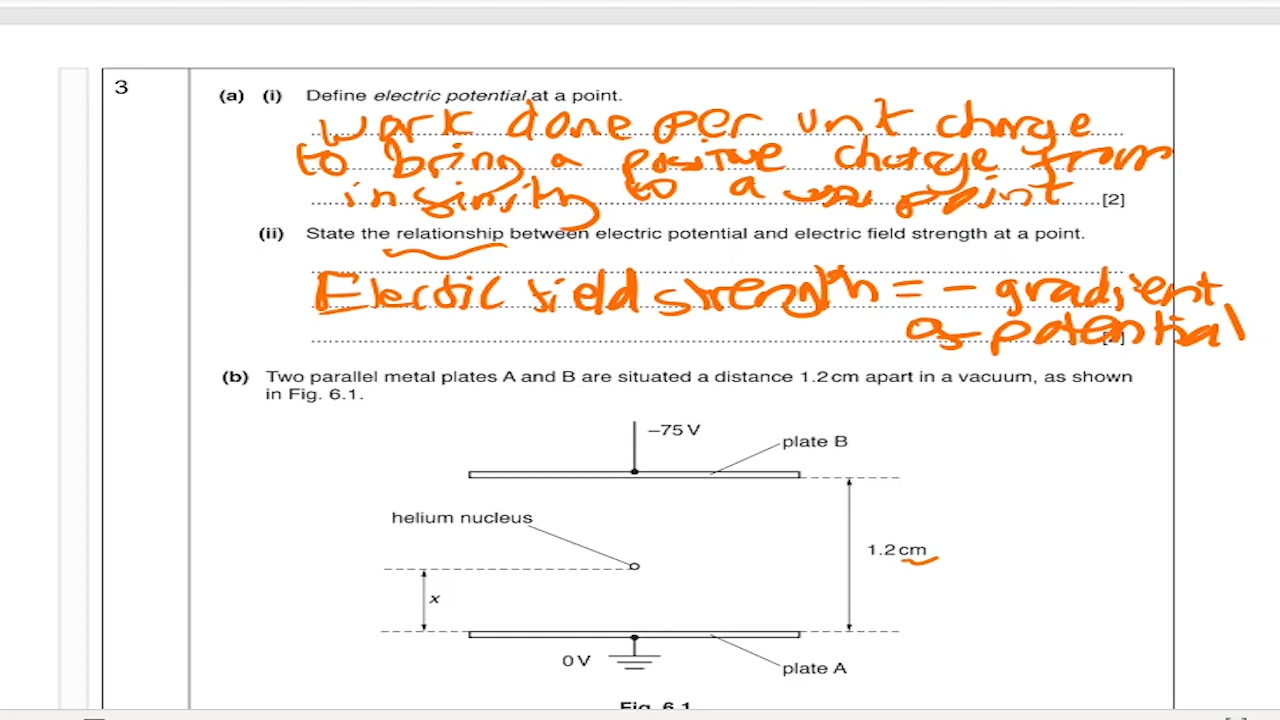 3
(a) (i) Define electric potential at a point.
work done per unit charge
to bring a positive charge from
infinity to a point [2]
(ii) State the relationship between electric potential and electric field strength at a point.
Electric field strength = - gradient
of potential
(b) Two parallel metal plates A and B are situated a distance 1.2 cm apart in a vacuum, as shown
in Fig. 6.1.
–75 V
plate B
helium nucleus
1.2 cm
x
0 V
plate A
Fig. 6.1